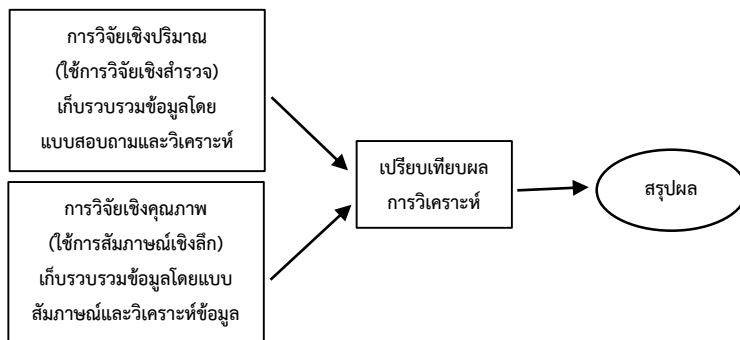 การวิจัยเชิงปริมาณ
(ใช้การวิจัยเชิงสำรวจ)
เก็บรวบรวมข้อมูลโดย
แบบสอบถามและวิเคราะห์
การวิจัยเชิงคุณภาพ
(ใช้การสัมภาษณ์เชิงลึก)
เก็บรวบรวมข้อมูลโดยแบบ
สัมภาษณ์และวิเคราะห์ข้อมูล
เปรียบเทียบผล
การวิเคราะห์
สรุปผล